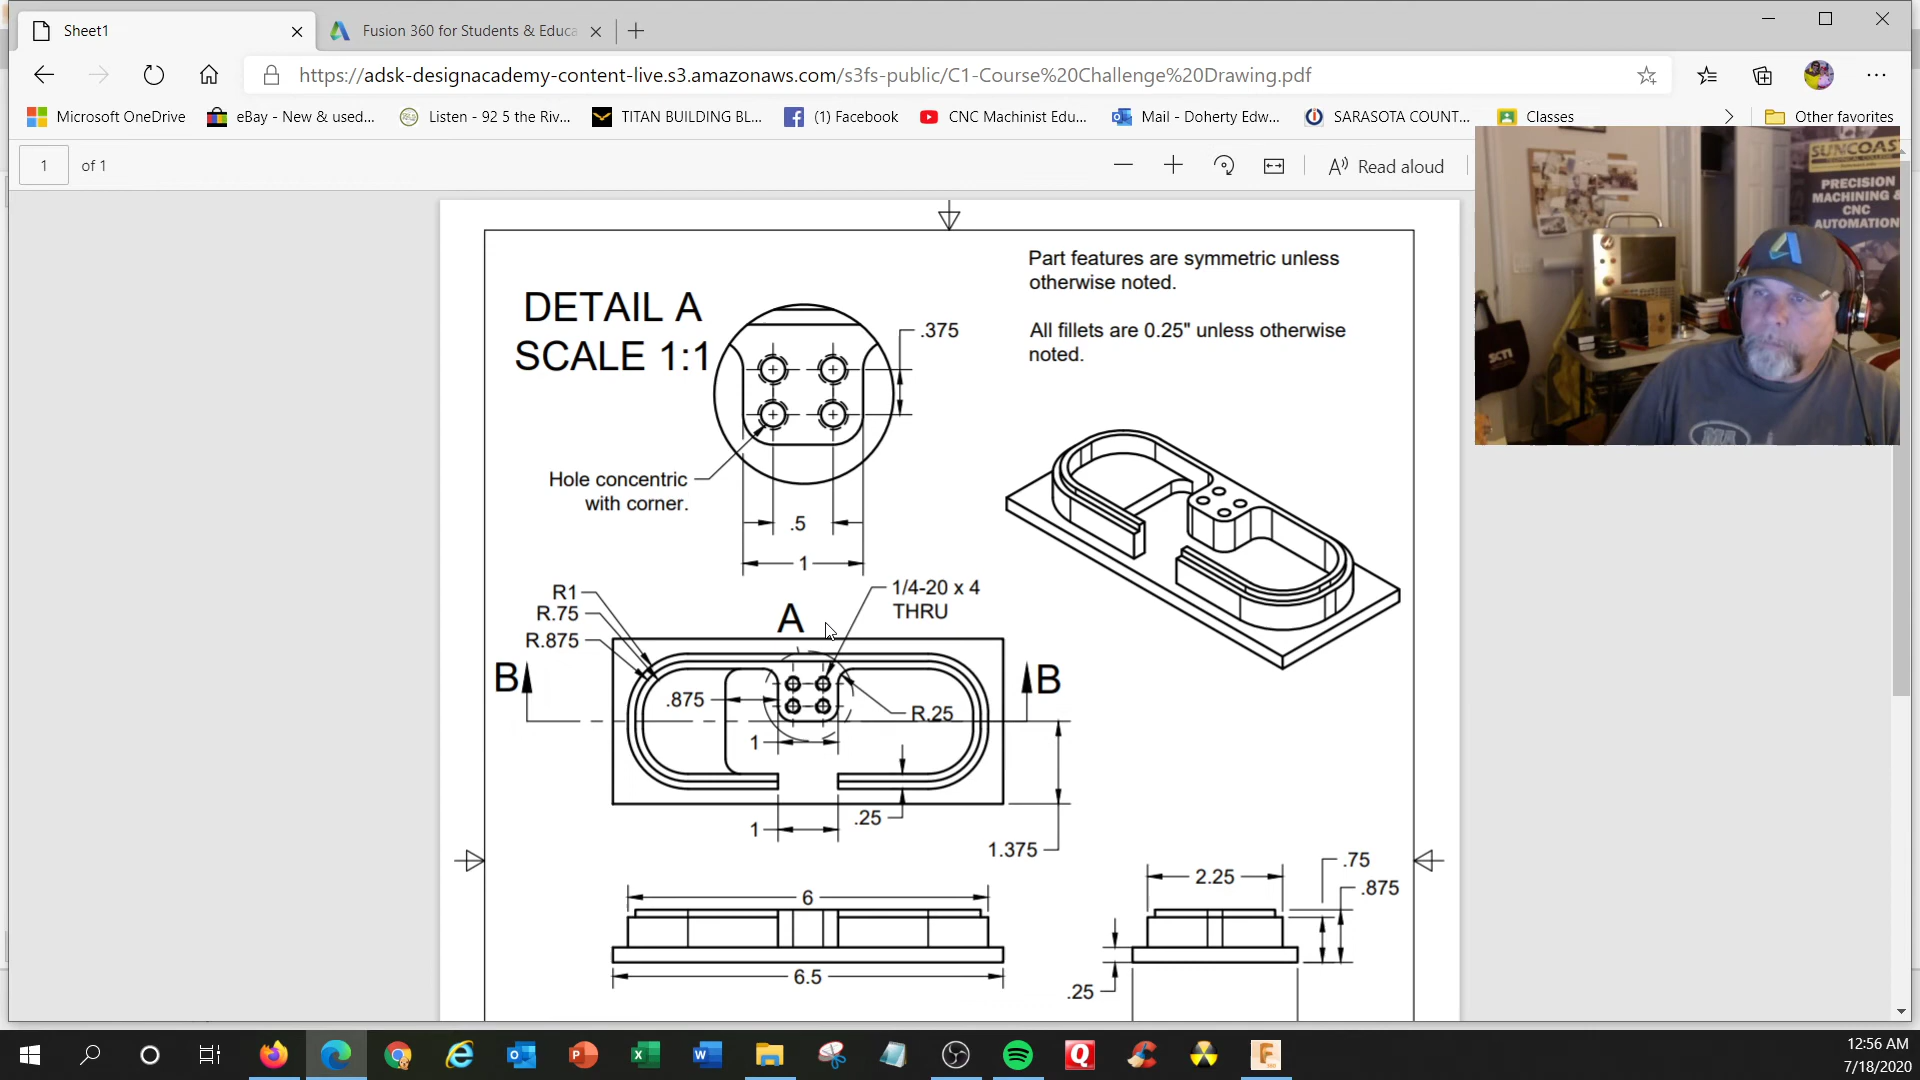 Sheet1
Fusion 360 for Students & Educa
https://adsk-designacademy-content-live.s3.amazonaws.com/s3fs-public/C1-Course%20Challenge%20Drawing.pdf
Microsoft OneDrive
eBay - New & used...
Listen - 92 5 the Riv...
TITAN BUILDING BL...
(1) Facebook
CNC Machinist Edu...
Mail - Doherty Edw...
SARASOTA COUNT...
Classes
Other favorites
1
of 1
Read aloud
SUNCOAST
PRECISION
MACHINING &
CNC
AUTOMATION
Part features are symmetric unless
otherwise noted.
All fillets are 0.25" unless otherwise
noted.
DETAIL A
SCALE 1:1
.375
Hole concentric
with corner.
.5
1
R1
R.75
R.875
A
1/4-20 x 4
THRU
B
B
.875
R.25
1
1
.25
1.375
6
6.5
2.25
.75
.875
.25
12:56 AM
7/18/2020